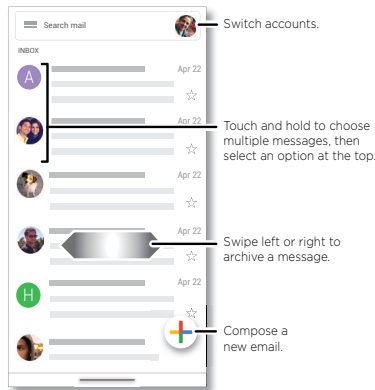 Search mail
Switch accounts.
INBOX
A
Apr 22
Apr 22
Touch and hold to choose
multiple messages, then
select an option at the top.
Apr 22
Apr 22
Swipe left or right to
archive a message.
H
Apr 22
Compose a
new email.